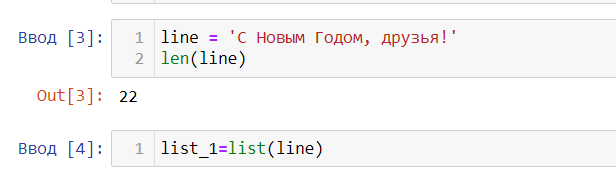 Ввод [3]:
1 line = 'С Новым Годом, друзья!'
2 len(line)
Out[3]: 22
Ввод [4]:
1 list_1=list(line)